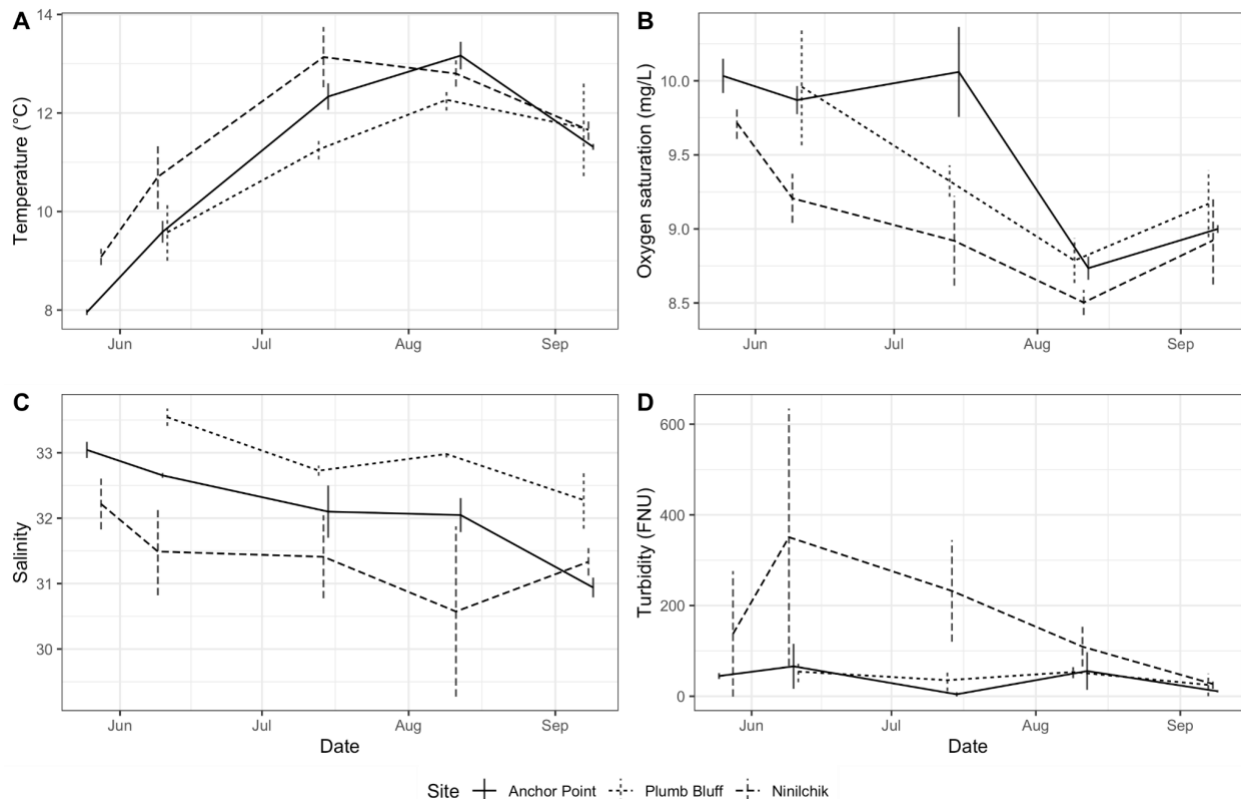 A
B
14
12
10
8
Temperature (°C)
Jun
Jul
Aug
Sep
10.0
9.5
9.0
8.5
Oxygen saturation (mg/L)
Jun
Jul
Aug
Sep
C
D
33
32
31
30
Salinity
Jun
Jul
Aug
Sep
Date
600
400
200
0
Turbidity (FNU)
Jun
Jul
Aug
Sep
Date
Site Anchor Point Plumb Bluff Ninilchik